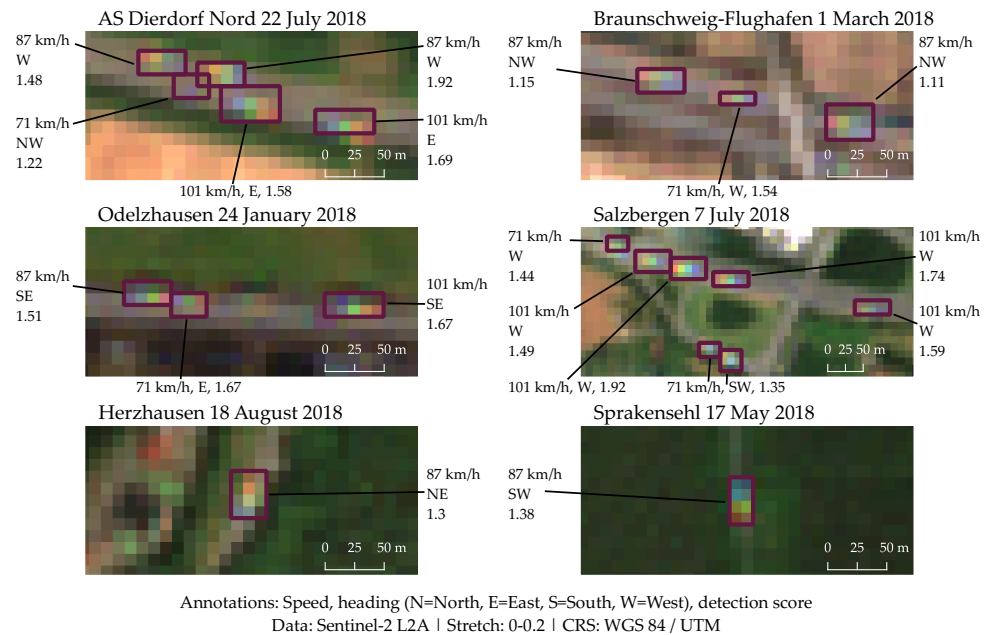 AS Dierdorf Nord 22 July 2018
87 km/h
W
1.48
87 km/h
W
1.92
71 km/h
NW
1.22
101 km/h
E
1.69
101 km/h, E, 1.58
0 25 50 m
Braunschweig-Flughafen 1 March 2018
87 km/h
NW
1.15
87 km/h
NW
1.11
71 km/h, W, 1.54
0 25 50 m
Odelzhausen 24 January 2018
87 km/h
SE
1.51
101 km/h
SE
1.67
71 km/h, E, 1.67
0 25 50 m
Salzbergen 7 July 2018
71 km/h
W
1.44
101 km/h
W
1.74
101 km/h
W
1.49
101 km/h
W
1.59
101 km/h, W, 1.92
71 km/h, SW, 1.35
0 25 50 m
Herzhausen 18 August 2018
87 km/h
NE
1.3
0 25 50 m
Sprakensehl 17 May 2018
87 km/h
SW
1.38
0 25 50 m
Annotations: Speed, heading (N=North, E=East, S=South, W=West), detection score
Data: Sentinel-2 L2A | Stretch: 0-0.2 | CRS: WGS 84 / UTM